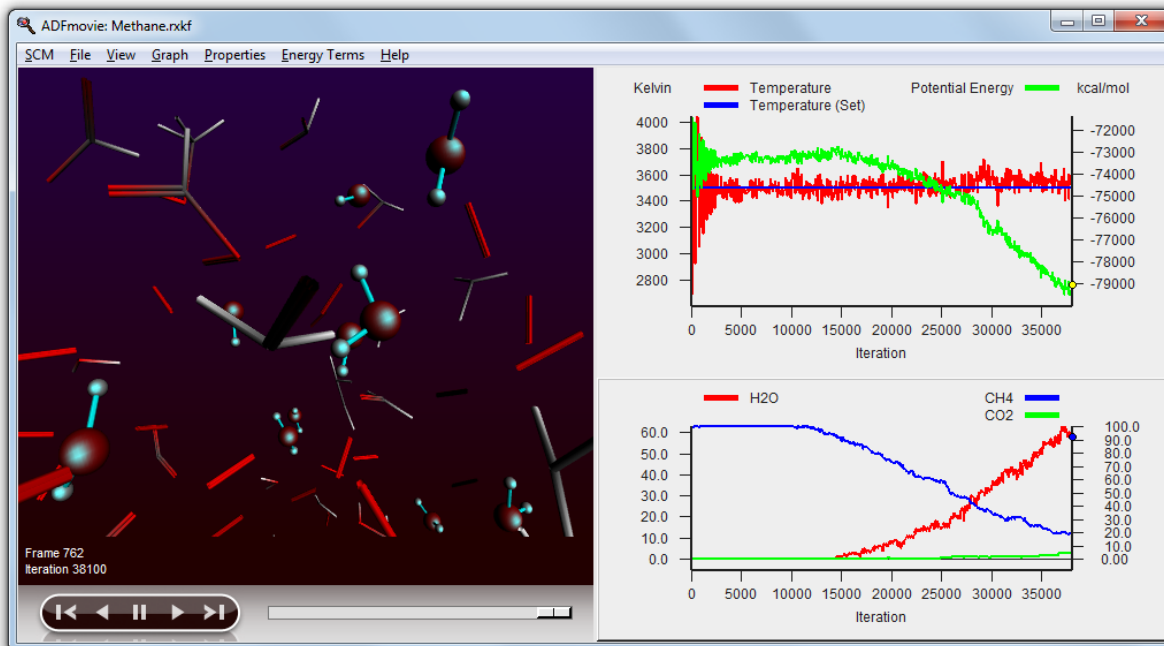 ADFmovie: Methane.rxkf
SCM File View Graph Properties Energy Terms Help
Kelvin Temperature Potential Energy kcal/mol
Temperature (Set)
4000
3800
3600
3400
3200
3000
2800
-72000
-73000
-74000
-75000
-76000
-77000
-78000
-79000
0 5000 10000 15000 20000 25000 30000 35000
Iteration
H2O CH4
CO2
60.0
50.0
40.0
30.0
20.0
10.0
0.0
100.0
90.0
80.0
70.0
60.0
50.0
40.0
30.0
20.0
10.0
0.00
0 5000 10000 15000 20000 25000 30000 35000
Iteration
Frame 762
Iteration 38100